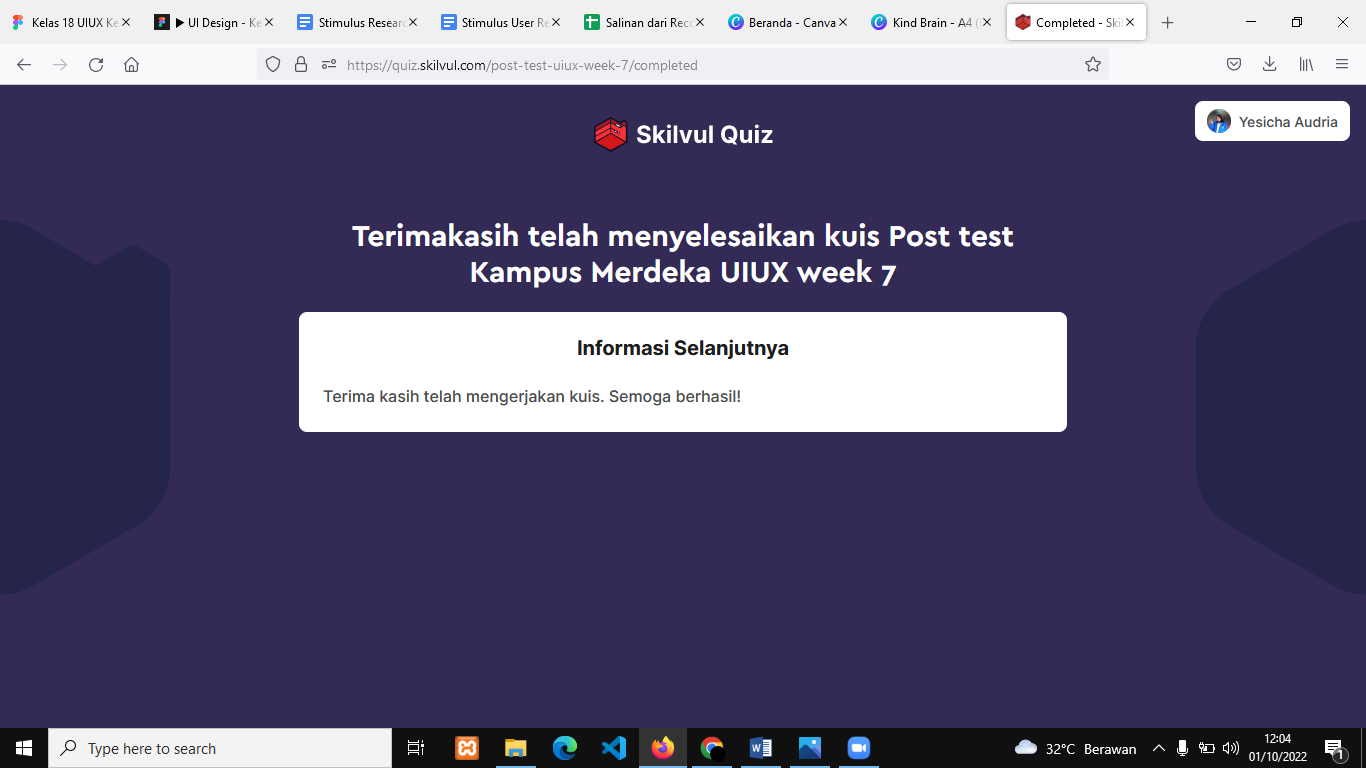 Kelas 18 UIUX Ke
▶ UI Design - Ke
Stimulus Researc
Stimulus User Re
Salinan dari Reco
Beranda - Canva
Kind Brain - A4 (
Completed - Skil
https://quiz.skilvul.com/post-test-uiux-week-7/completed
Skilvul Quiz
Yesicha Audria
Terimakasih telah menyelesaikan kuis Post test
Kampus Merdeka UIUX week 7
Informasi Selanjutnya
Terima kasih telah mengerjakan kuis. Semoga berhasil!
Type here to search
32°C Berawan
12:04
01/10/2022
1